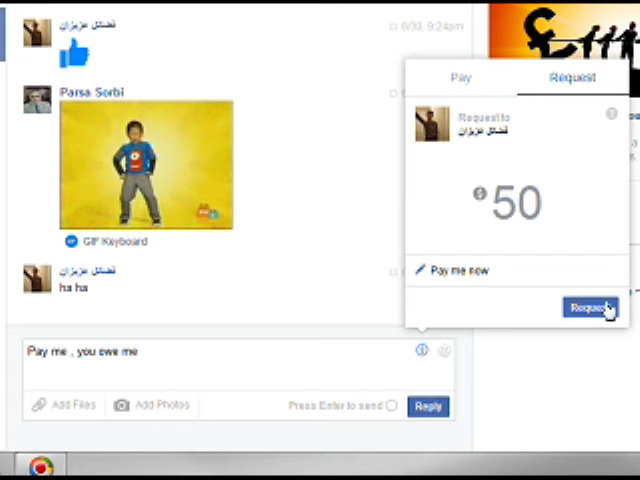 فضائل عزیزان
6/30, 9:24pm
Parsa Sorbi
GIF Keyboard
فضائل عزیزان
ha ha
Pay
Request
Request to
فضائل عزیزان
$50
Pay me now
Request
Pay me , you owe me
Add Files
Add Photos
Press Enter to send
Reply